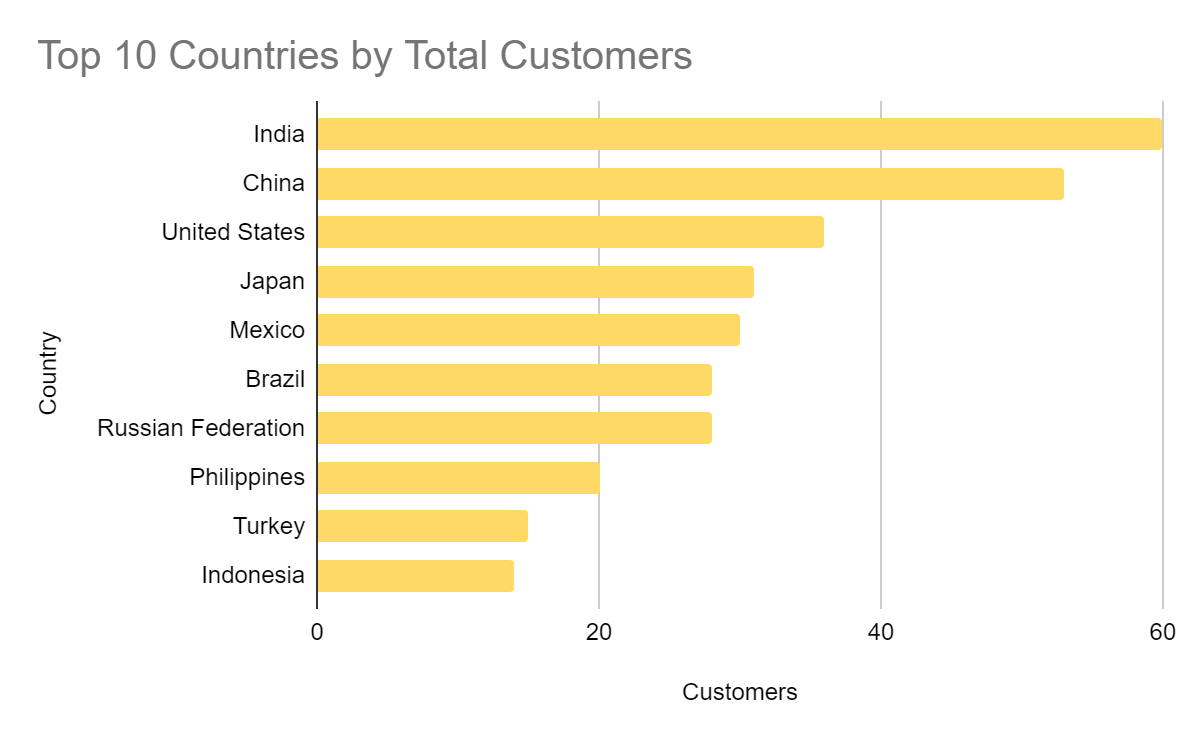 Top 10 Countries by Total Customers
Country
India
China
United States
Japan
Mexico
Brazil
Russian Federation
Philippines
Turkey
Indonesia
0 20 40 60
Customers